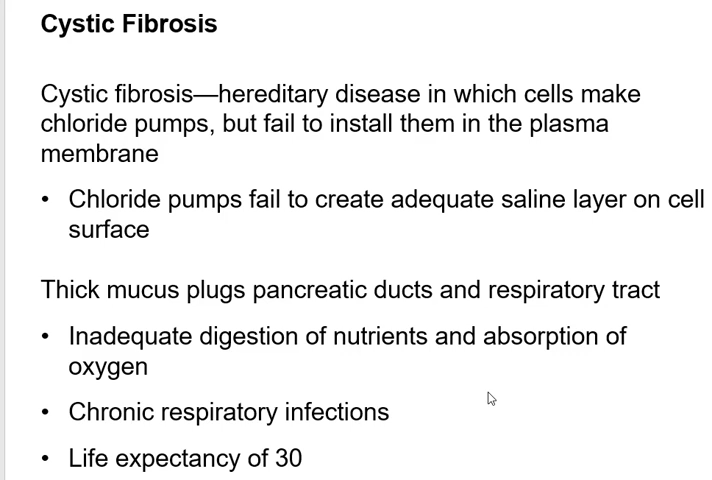 Cystic Fibrosis
Cystic fibrosis—hereditary disease in which cells make
chloride pumps, but fail to install them in the plasma
membrane
• Chloride pumps fail to create adequate saline layer on cell
surface
Thick mucus plugs pancreatic ducts and respiratory tract
• Inadequate digestion of nutrients and absorption of
oxygen
• Chronic respiratory infections
• Life expectancy of 30